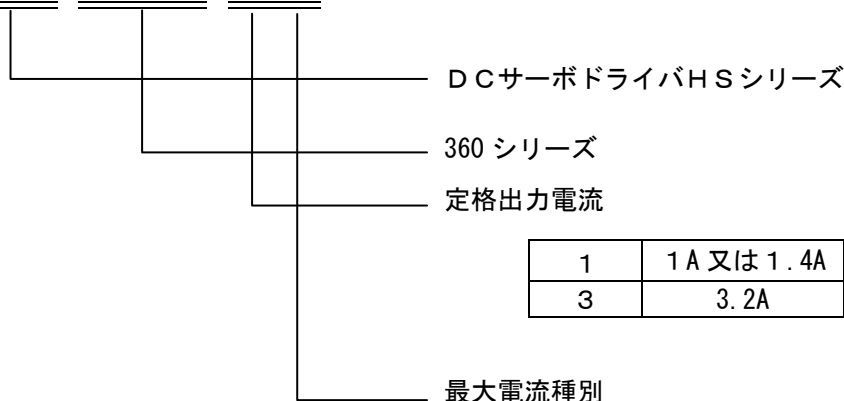 ＤＣサーボドライバＨＳシリーズ
360 シリーズ
定格出力電流
１ １A 又は１.４A
３ 3.2A
最大電流種別